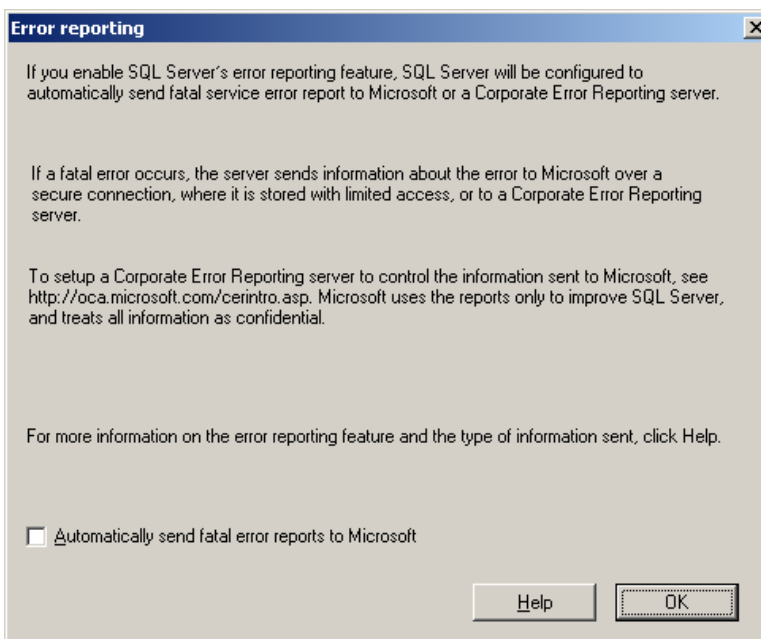 Error reporting
If you enable SQL Server's error reporting feature, SQL Server will be configured to
automatically send fatal service error report to Microsoft or a Corporate Error Reporting server.
If a fatal error occurs, the server sends information about the error to Microsoft over a
secure connection, where it is stored with limited access, or to a Corporate Error Reporting
server.
To setup a Corporate Error Reporting server to control the information sent to Microsoft, see
http://oca.microsoft.com/cerintro.asp. Microsoft uses the reports only to improve SQL Server,
and treats all information as confidential.
For more information on the error reporting feature and the type of information sent, click Help.
Automatically send fatal error reports to Microsoft
Help
OK